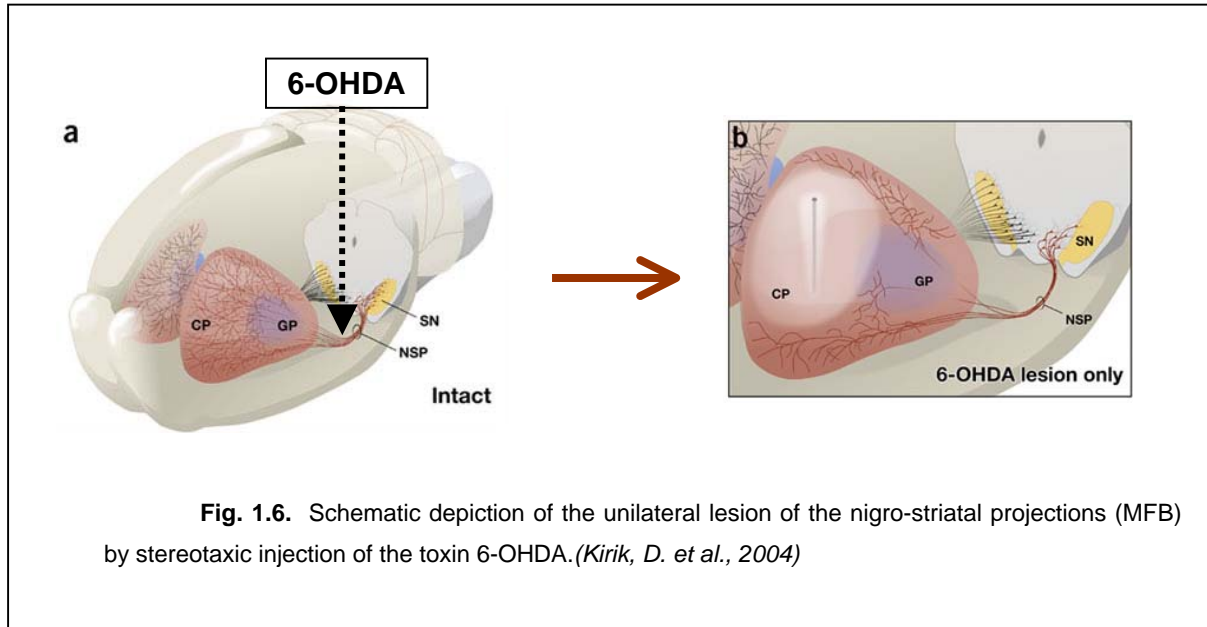 6-OHDA
a
CP
GP
SN
NSP
Intact
b
CP
GP
SN
NSP
6-OHDA lesion only
Fig. 1.6. Schematic depiction of the unilateral lesion of the nigro-striatal projections (MFB)
by stereotaxic injection of the toxin 6-OHDA.(Kirik, D. et al., 2004)